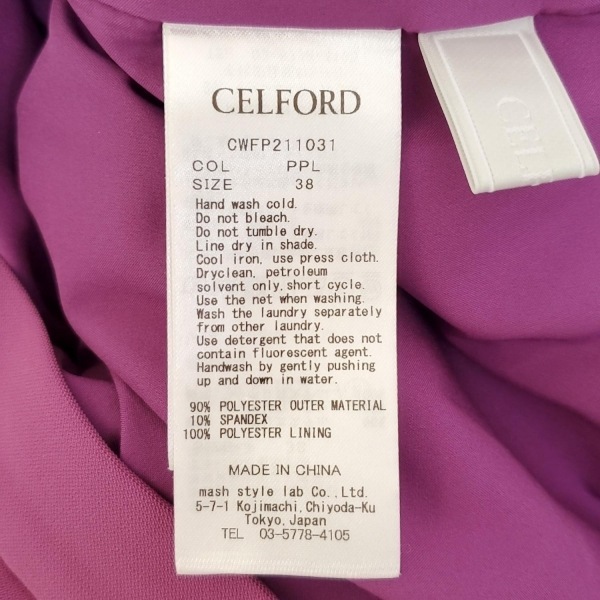 CELFORD
CWFP211031
COL PPL
SIZE 38
Hand wash cold.
Do not bleach.
Do not tumble dry.
Line dry in shade.
Cool iron, use press cloth.
Dryclean, petroleum
solvent only, short cycle.
Use the net when washing.
Wash the laundry separately
from other laundry.
Use detergent that does not
contain fluorescent agent.
Handwash by gently pushing
up and down in water.
90% POLYESTER OUTER MATERIAL
10% SPANDEX
100% POLYESTER LINING
MADE IN CHINA
mash style lab Co., Ltd.
5-7-1 Kojimachi, Chiyoda-Ku
Tokyo, Japan
TEL 03-5778-4105